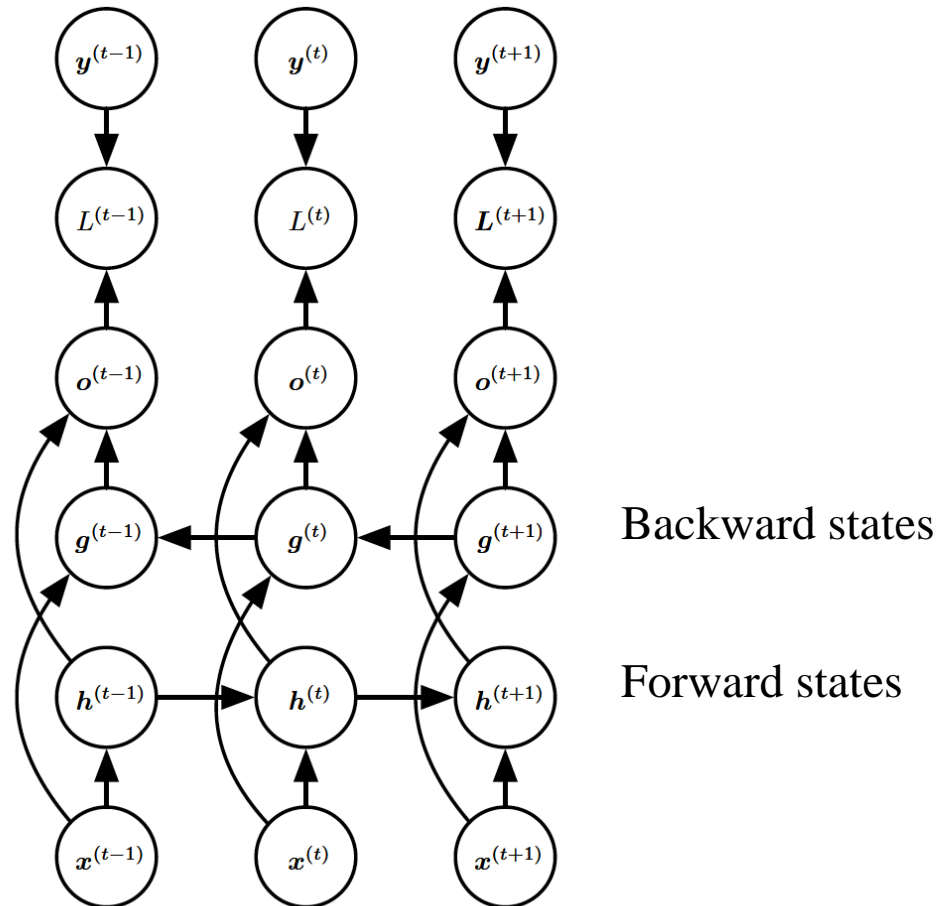 y^(t−1) y^(t) y^(t+1)
L^(t−1) L^(t) L^(t+1)
o^(t−1) o^(t) o^(t+1)
g^(t−1) g^(t) g^(t+1) Backward states
h^(t−1) h^(t) h^(t+1) Forward states
x^(t−1) x^(t) x^(t+1)